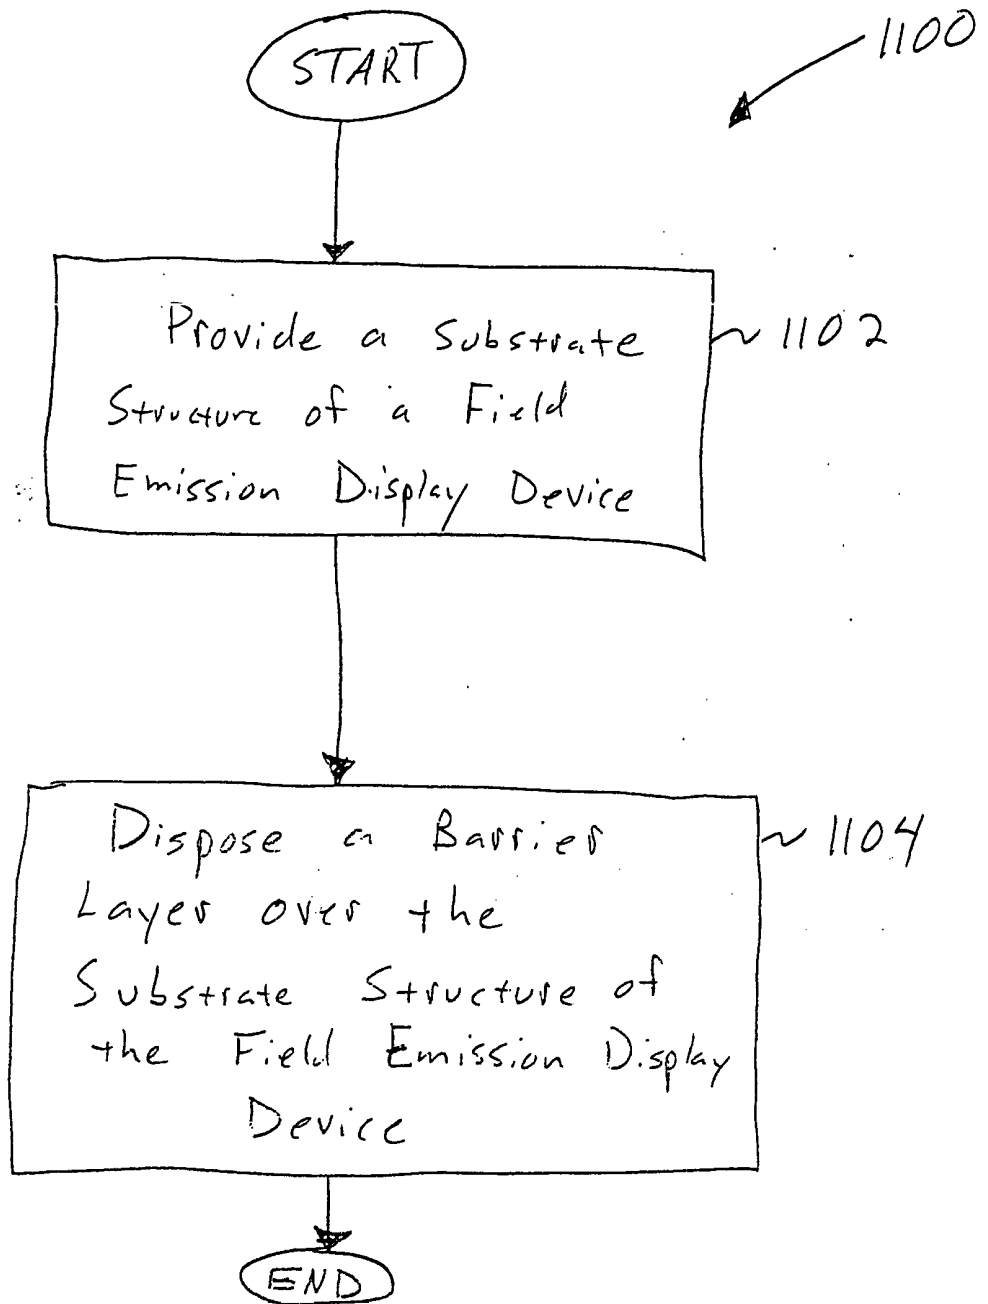 START
1100
Provide a Substrate
Structure of a Field
Emission Display Device
1102
Dispose a Barrier
Layer over the
Substrate Structure of
the Field Emission Display
Device
1104
END